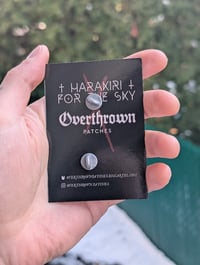 † HARAKIRI †
FOR THE SKY
Overthrown
PATCHES